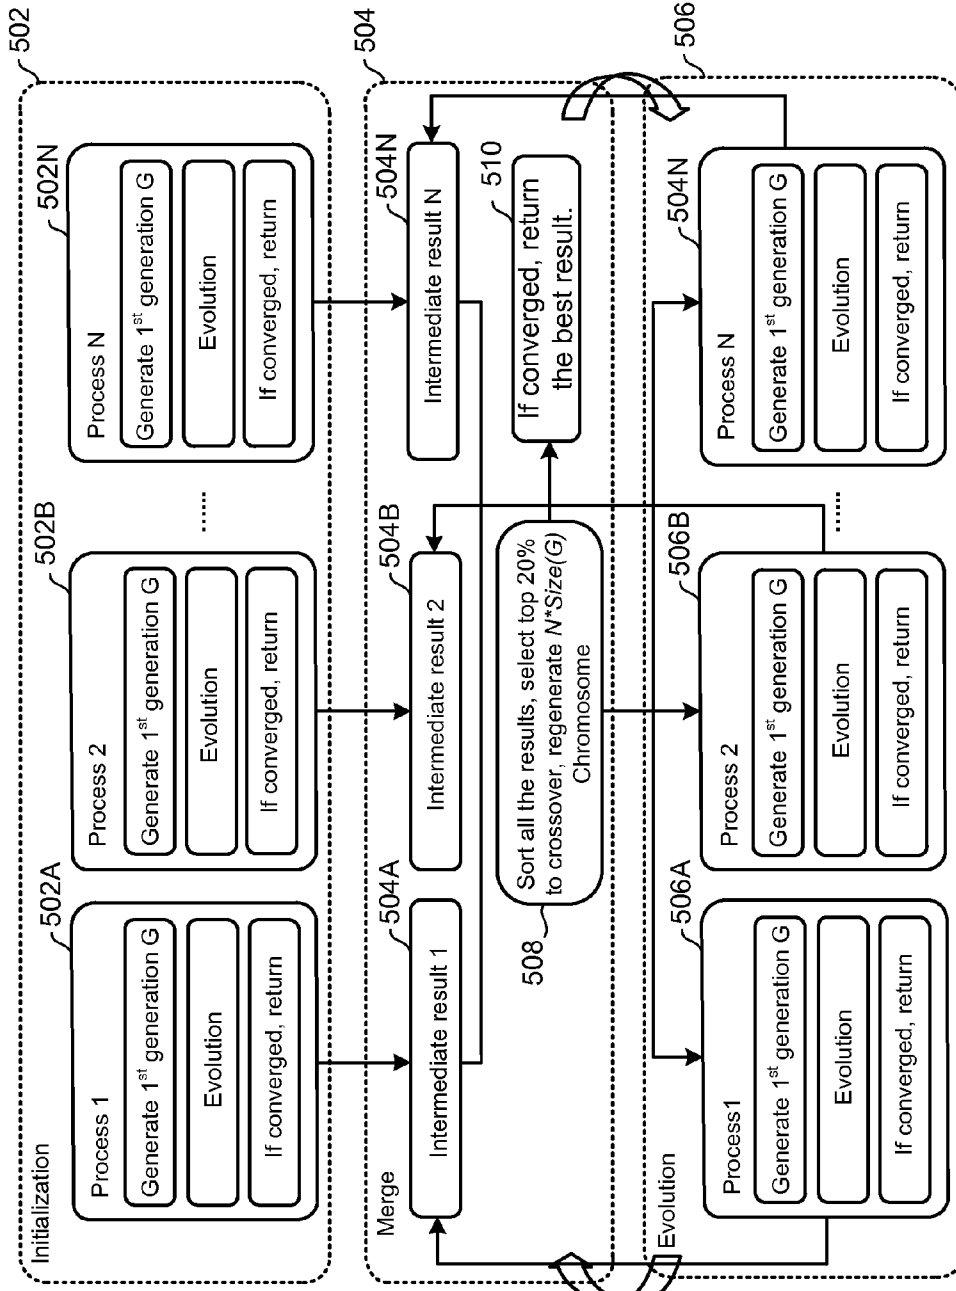 Initialization
502
502A
Process 1
Generate 1st generation G
Evolution
If converged, return
502B
Process 2
Generate 1st generation G
Evolution
If converged, return
......
502N
Process N
Generate 1st generation G
Evolution
If converged, return
Merge
504
504A
Intermediate result 1
504B
Intermediate result 2
504N
Intermediate result N
508
Sort all the results, select top 20%
to crossover, regenerate N*Size(G)
Chromosome
510
If converged, return
the best result.
Evolution
506
506A
Process1
Generate 1st generation G
Evolution
If converged, return
506B
Process 2
Generate 1st generation G
Evolution
If converged, return
......
504N
Process N
Generate 1st generation G
Evolution
If converged, return